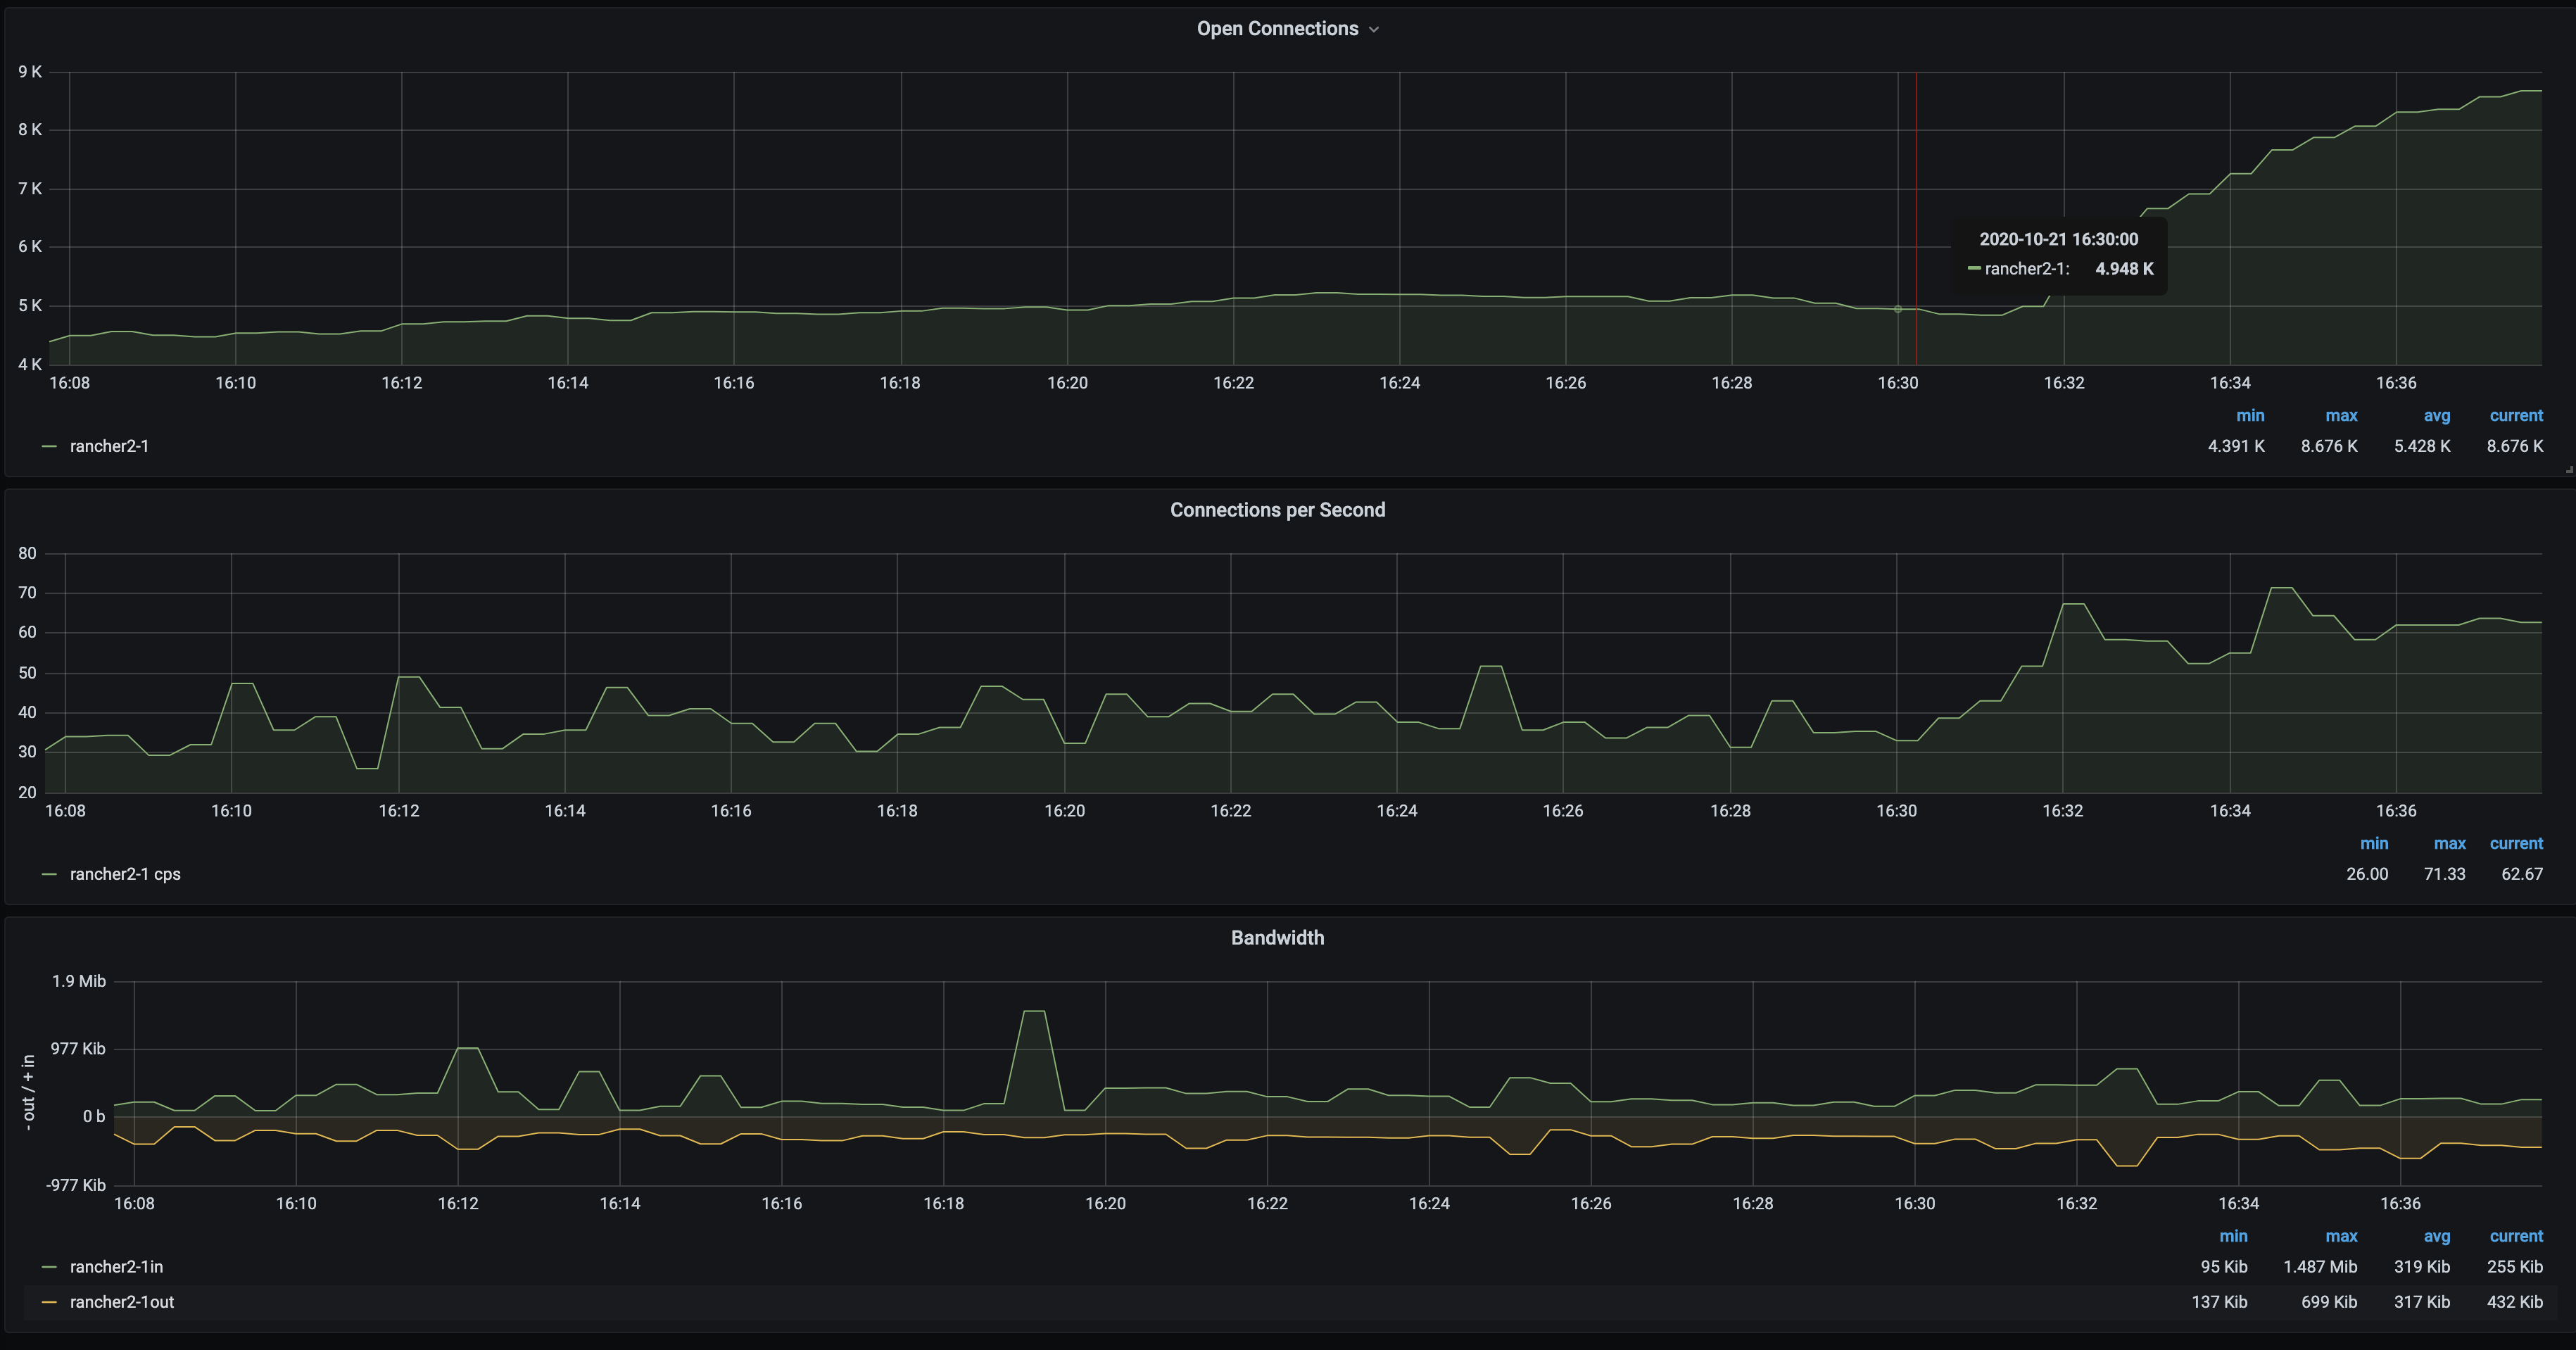 Open Connections
9 K
8 K
7 K
6 K
5 K
4 K
2020-10-21 16:30:00
rancher2-1: 4.948 K
16:08 16:10 16:12 16:14 16:16 16:18 16:20 16:22 16:24 16:26 16:28 16:30 16:32 16:34 16:36
min max avg current
rancher2-1 4.391 K 8.676 K 5.428 K 8.676 K
Connections per Second
80
70
60
50
40
30
20
16:08 16:10 16:12 16:14 16:16 16:18 16:20 16:22 16:24 16:26 16:28 16:30 16:32 16:34 16:36
min max current
rancher2-1 cps 26.00 71.33 62.67
Bandwidth
- out / + in
1.9 Mib
977 Kib
0 b
-977 Kib
16:08 16:10 16:12 16:14 16:16 16:18 16:20 16:22 16:24 16:26 16:28 16:30 16:32 16:34 16:36
min max avg current
rancher2-1in 95 Kib 1.487 Mib 319 Kib 255 Kib
rancher2-1out 137 Kib 699 Kib 317 Kib 432 Kib